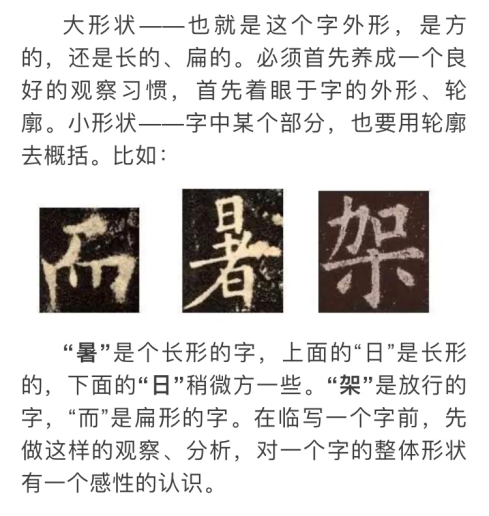 大形状——也就是这个字外形，是方
的，还是长的、扁的。必须首先养成一个良
好的观察习惯，首先着眼于字的外形、轮
廓。小形状——字中某个部分，也要用轮廓
去概括。比如：
而 暑 架
“暑”是个长形的字，上面的“日”是长形
的，下面的“日”稍微方一些。“架”是放行的
字，“而”是扁形的字。在临写一个字前，先
做这样的观察、分析，对一个字的整体形状
有一个感性的认识。